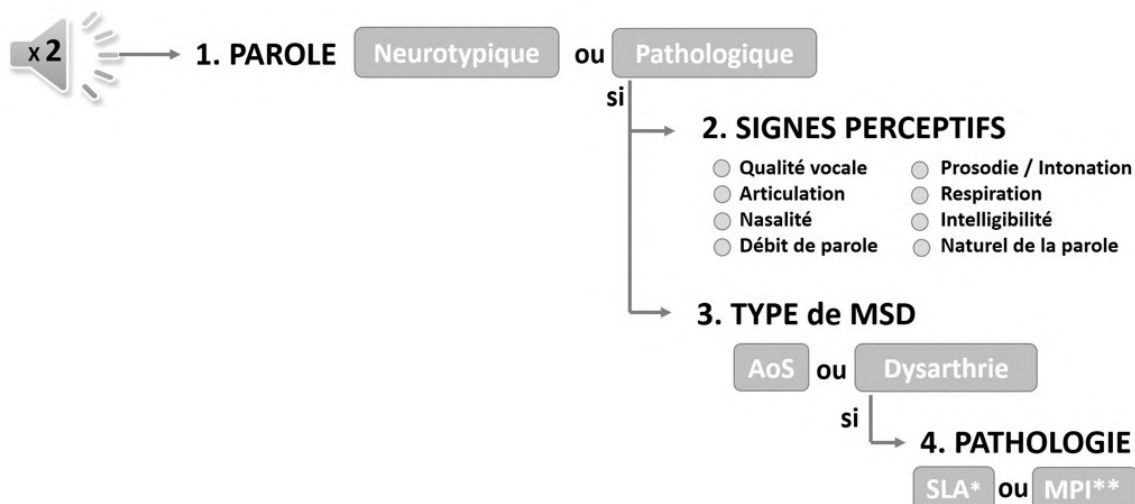 x 2
1. PAROLE Neurotypique ou Pathologique
si
2. SIGNES PERCEPTIFS
Qualité vocale Prosodie / Intonation
Articulation Respiration
Nasalité Intelligibilité
Débit de parole Naturel de la parole
3. TYPE de MSD
AoS ou Dysarthrie
si
4. PATHOLOGIE
SLA* ou MPI**